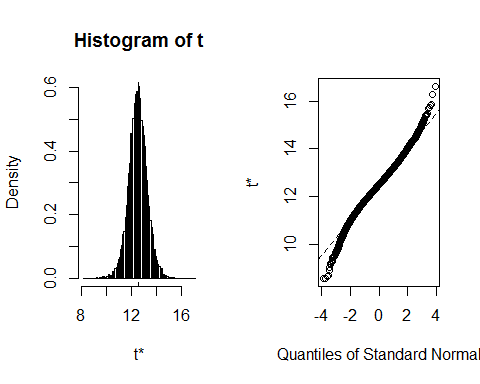 Histogram of t
Density
0.0 0.2 0.4 0.6
8 12 16
t*
t*
10 12 14 16
-4 -2 0 2 4
Quantiles of Standard Normal